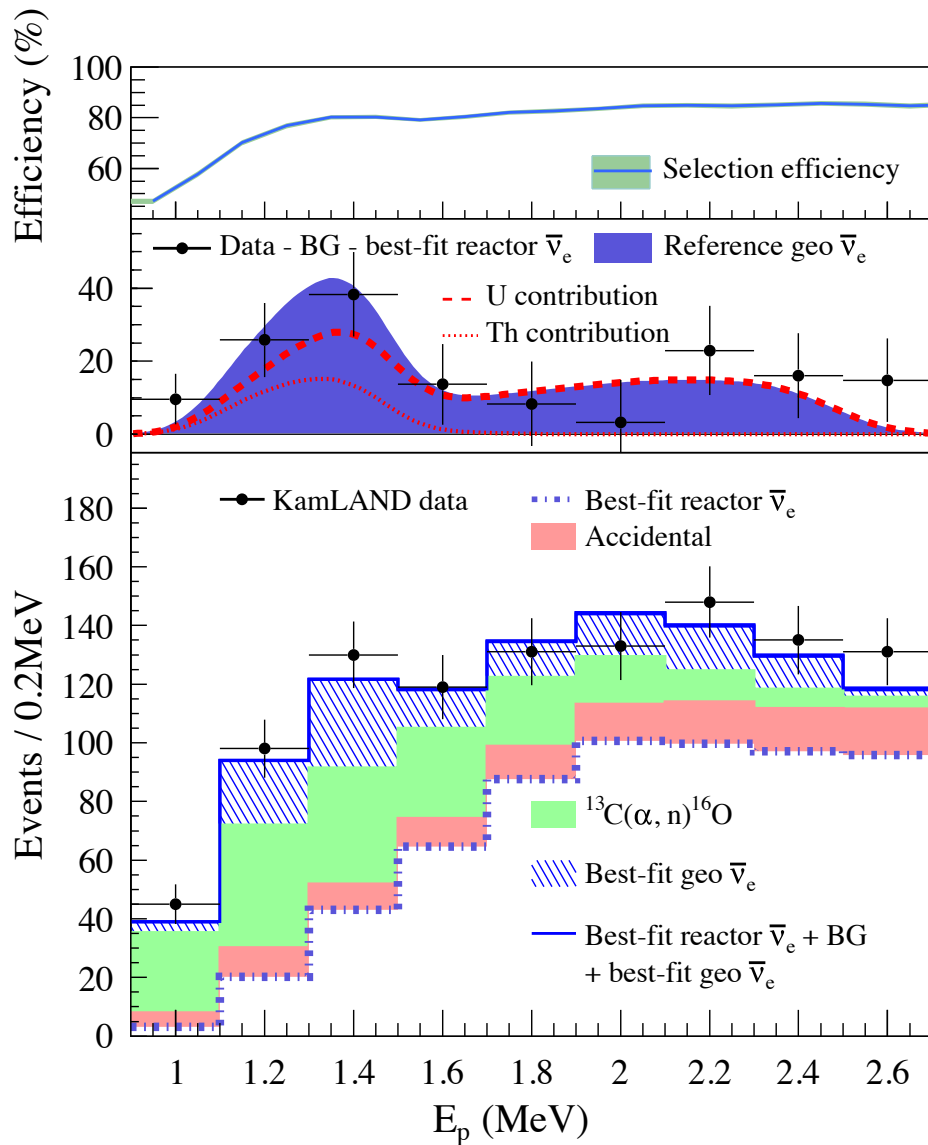 Efficiency (%)
100
80
60
Selection efficiency
Data - BG - best-fit reactor ν̅e
Reference geo ν̅e
U contribution
Th contribution
40
20
0
Events / 0.2MeV
KamLAND data
Best-fit reactor ν̅e
Accidental
180
160
140
120
100
80
60
40
20
0
¹³C(α, n)¹⁶O
Best-fit geo ν̅e
Best-fit reactor ν̅e + BG
+ best-fit geo ν̅e
1 1.2 1.4 1.6 1.8 2 2.2 2.4 2.6
Ep (MeV)